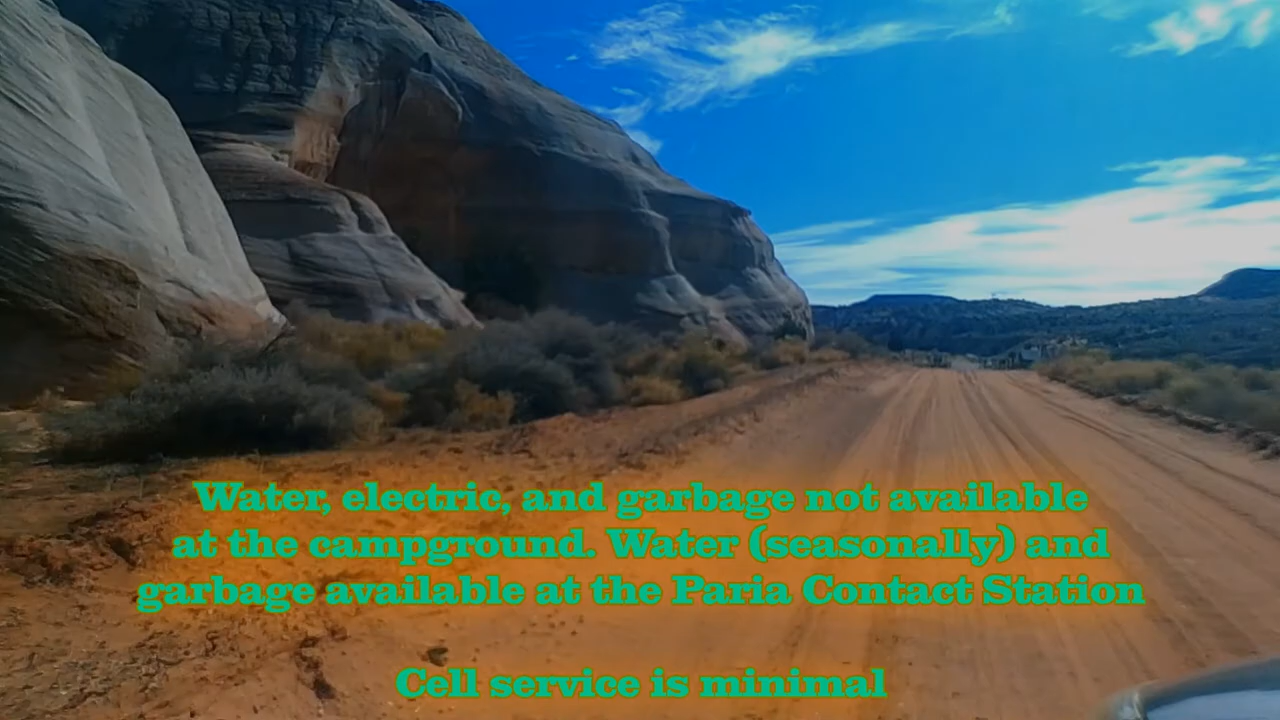 Water, electric, and garbage not available
at the campground. Water (seasonally) and
garbage available at the Paria Contact Station
Cell service is minimal